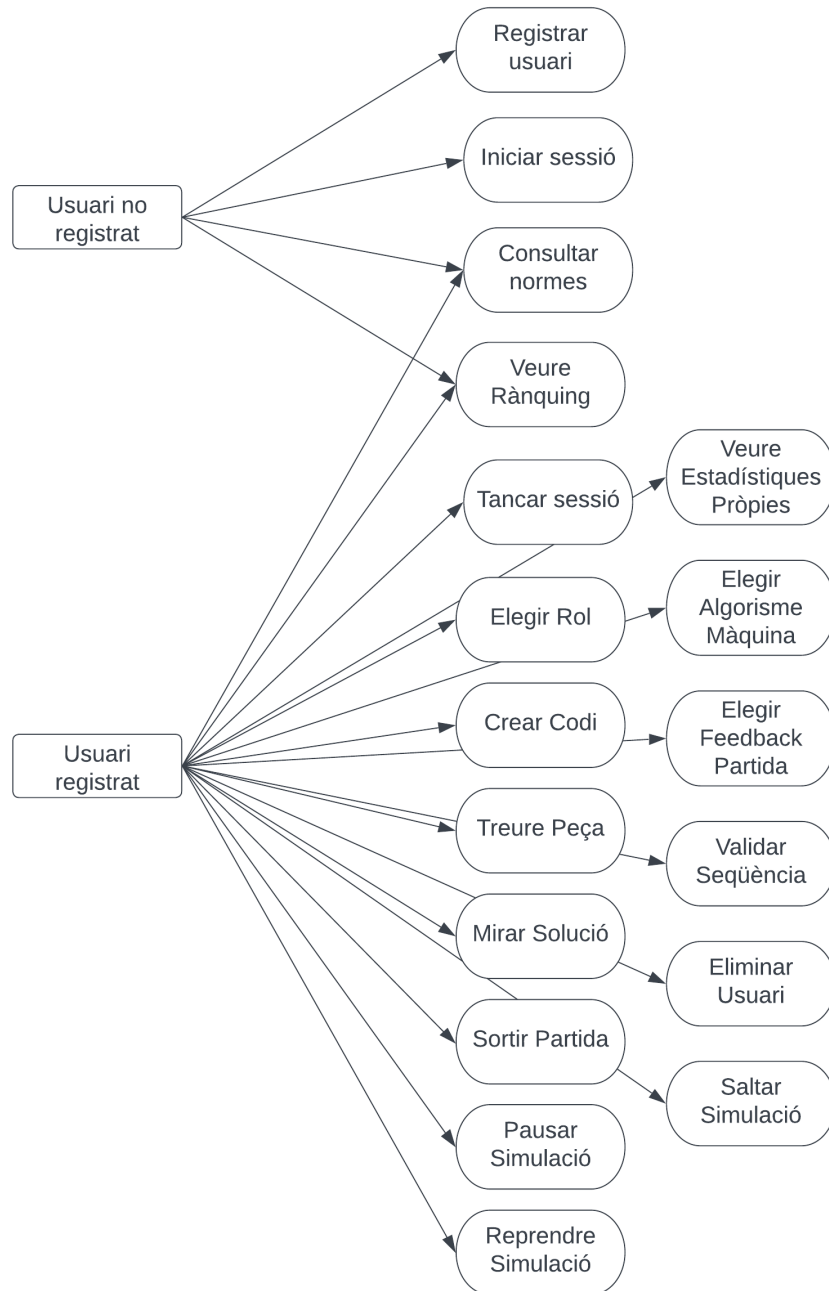 Registrar
usuari
Iniciar sessió
Usuari no
registrat
Consultar
normes
Veure
Rànquing
Veure
Estadístiques
Pròpies
Tancar sessió
Elegir
Algorisme
Màquina
Elegir Rol
Elegir
Feedback
Partida
Crear Codi
Usuari
registrat
Treure Peça
Validar
Seqüència
Mirar Solució
Eliminar
Usuari
Sortir Partida
Saltar
Simulació
Pausar
Simulació
Reprendre
Simulació